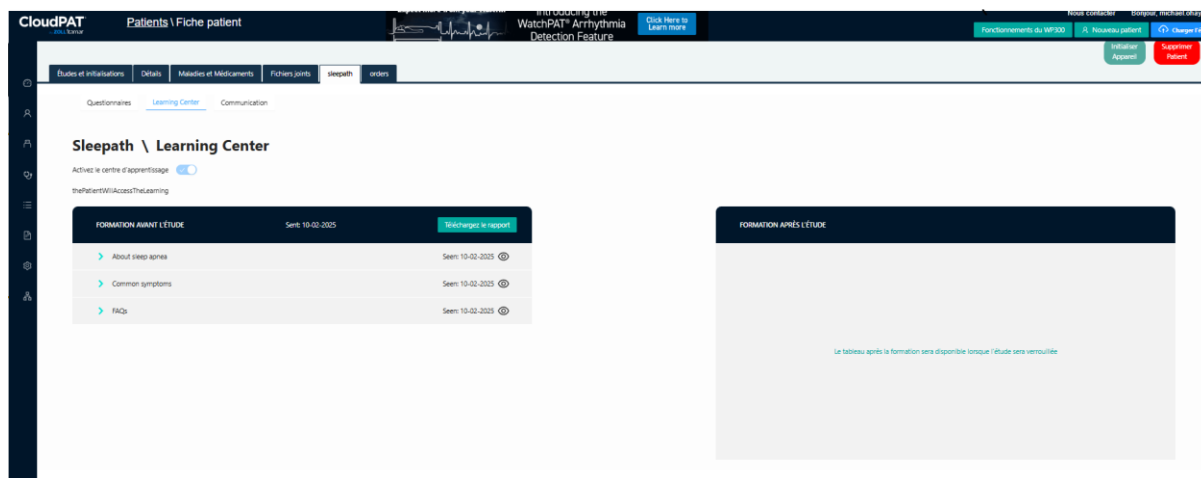 CloudPAT
Patients \ Fiche patient
Introducing the
WatchPAT® Arrhythmia
Detection Feature
Click Here to
Learn more
Nous contacter
Bonjour, michael.ohay
Fonctionnements du WP300
Nouveau patient
Charger l'é
Initialiser
Appareil
Supprimer
Patient
Études et initialisations
Détails
Maladies et Médicaments
Fichiers joints
sleepath
orders
Questionnaires
Learning Center
Communication
Sleepath \ Learning Center
Activez le centre d'apprentissage
thePatientWillAccessTheLearning
FORMATION AVANT L'ÉTUDE
Sent: 10-02-2025
Téléchargez le rapport
About sleep apnea
Seen: 10-02-2025
Common symptoms
Seen: 10-02-2025
FAQs
Seen: 10-02-2025
FORMATION APRÈS L'ÉTUDE
Le tableau après la formation sera disponible lorsque l'étude sera verrouillée